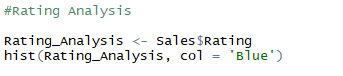 #Rating Analysis
Rating_Analysis <- Sales$Rating
hist(Rating_Analysis, col = 'Blue')